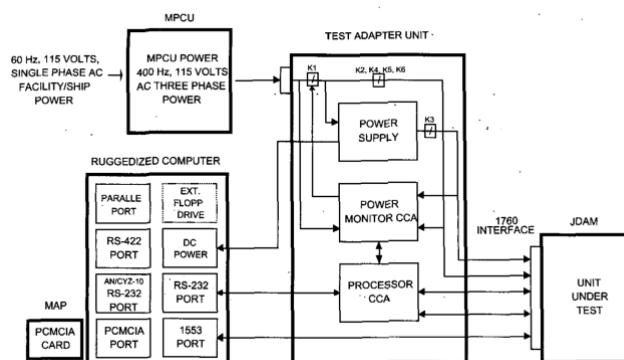 MPCU
TEST ADAPTER UNIT
60 Hz, 115 VOLTS,
SINGLE PHASE AC
FACILITY/SHIP
POWER
MPCU POWER
400 Hz, 115 VOLTS
AC THREE PHASE
POWER
K1
K2, K4, K5, K6
POWER
SUPPLY
K3
RUGGEDIZED COMPUTER
PARALLE
PORT
EXT.
FLOPP
DRIVE
POWER
MONITOR CCA
RS-422
PORT
DC
POWER
1760
INTERFACE
JDAM
AN/CYZ-10
RS-232
PORT
RS-232
PORT
PROCESSOR
CCA
UNIT
UNDER
TEST
MAP
PCMCIA
CARD
PCMCIA
PORT
1553
PORT